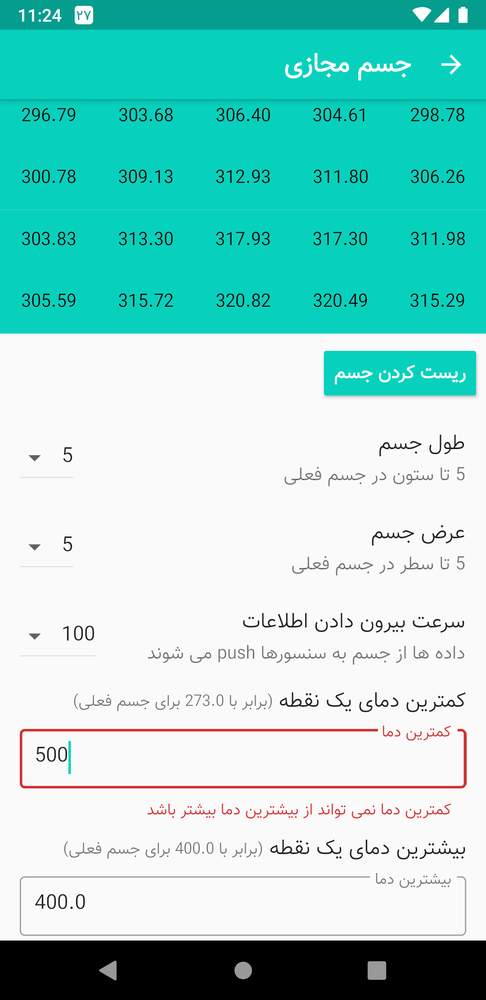 11:24 ۲۷
جسم مجازی
296.79 303.68 306.40 304.61 298.78
300.78 309.13 312.93 311.80 306.26
303.83 313.30 317.93 317.30 311.98
305.59 315.72 320.82 320.49 315.29
ریست کردن جسم
طول جسم
5
5 تا ستون در جسم فعلی
عرض جسم
5
5 تا سطر در جسم فعلی
سرعت بیرون دادن اطلاعات
100
داده ها از جسم به سنسورها push می شوند
کمترین دمای یک نقطه (برابر با 273.0 برای جسم فعلی)
کمترین دما
500
کمترین دما نمی تواند از بیشترین دما بیشتر باشد
بیشترین دمای یک نقطه (برابر با 400.0 برای جسم فعلی)
بیشترین دما
400.0